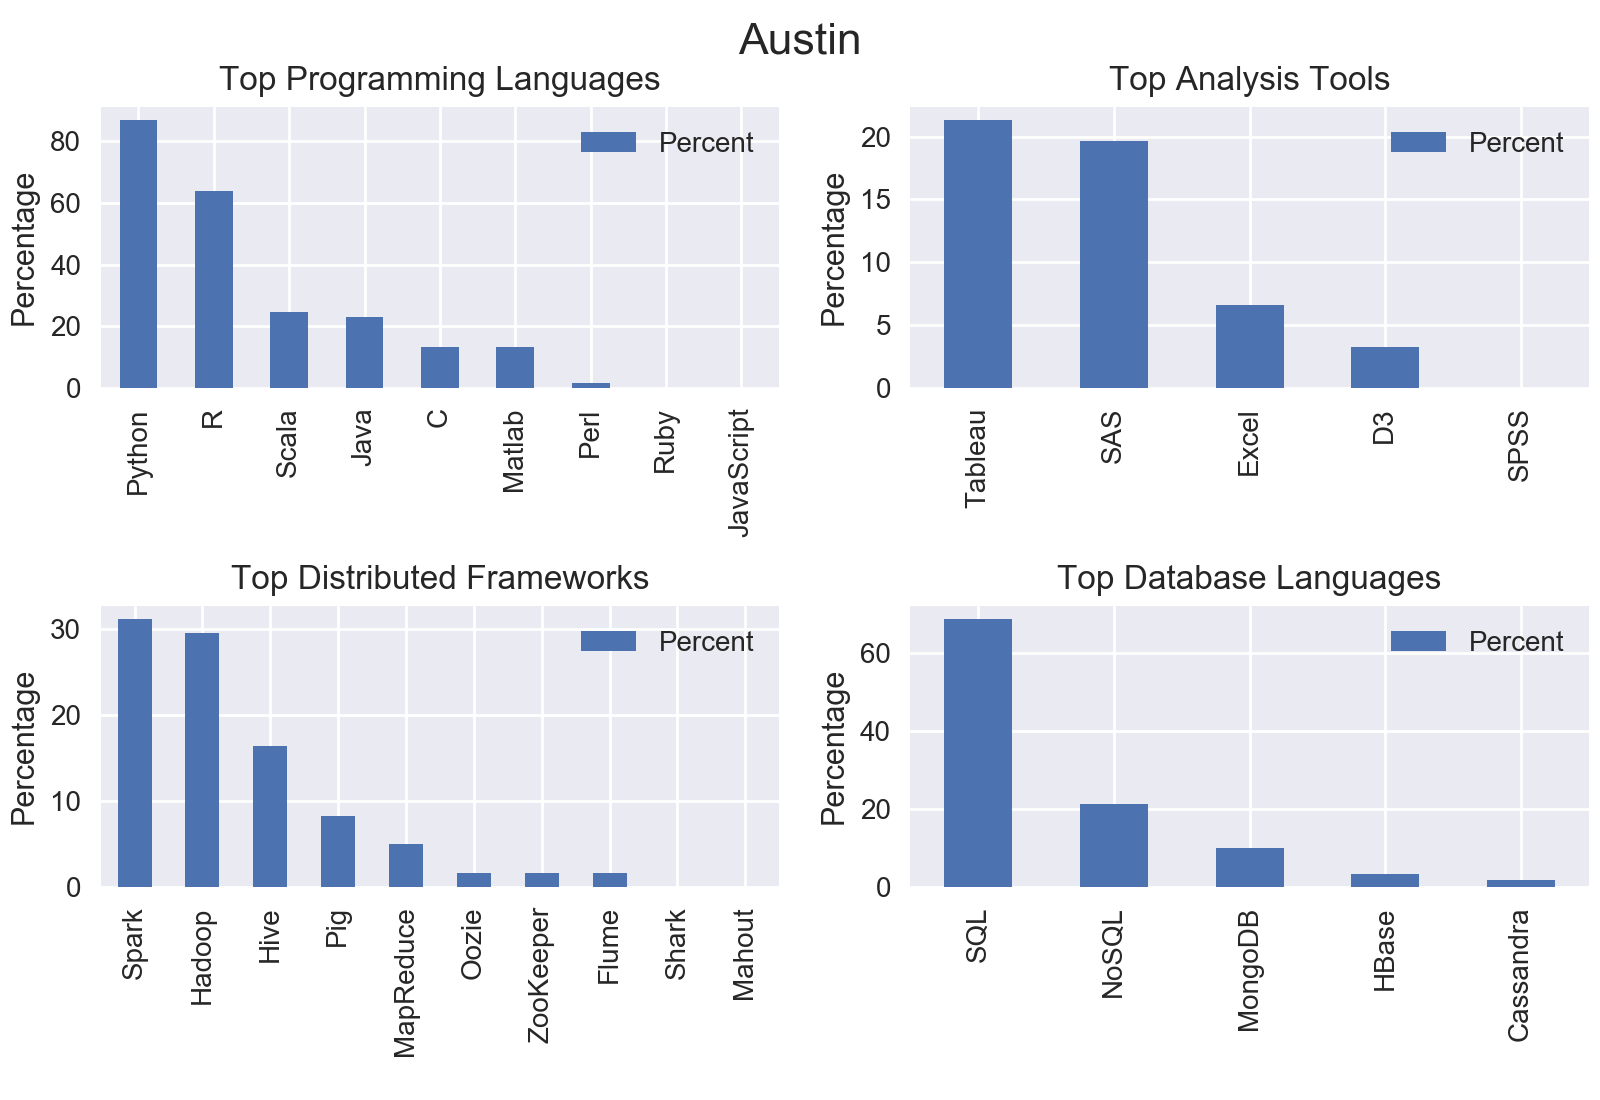 Austin
Top Programming Languages
Percentage
80
60
40
20
0
Percent
Python
R
Scala
Java
C
Matlab
Perl
Ruby
JavaScript
Top Analysis Tools
Percentage
20
15
10
5
0
Percent
Tableau
SAS
Excel
D3
SPSS
Top Distributed Frameworks
Percentage
30
20
10
0
Percent
Spark
Hadoop
Hive
Pig
MapReduce
Oozie
ZooKeeper
Flume
Shark
Mahout
Top Database Languages
Percentage
60
40
20
0
Percent
SQL
NoSQL
MongoDB
HBase
Cassandra